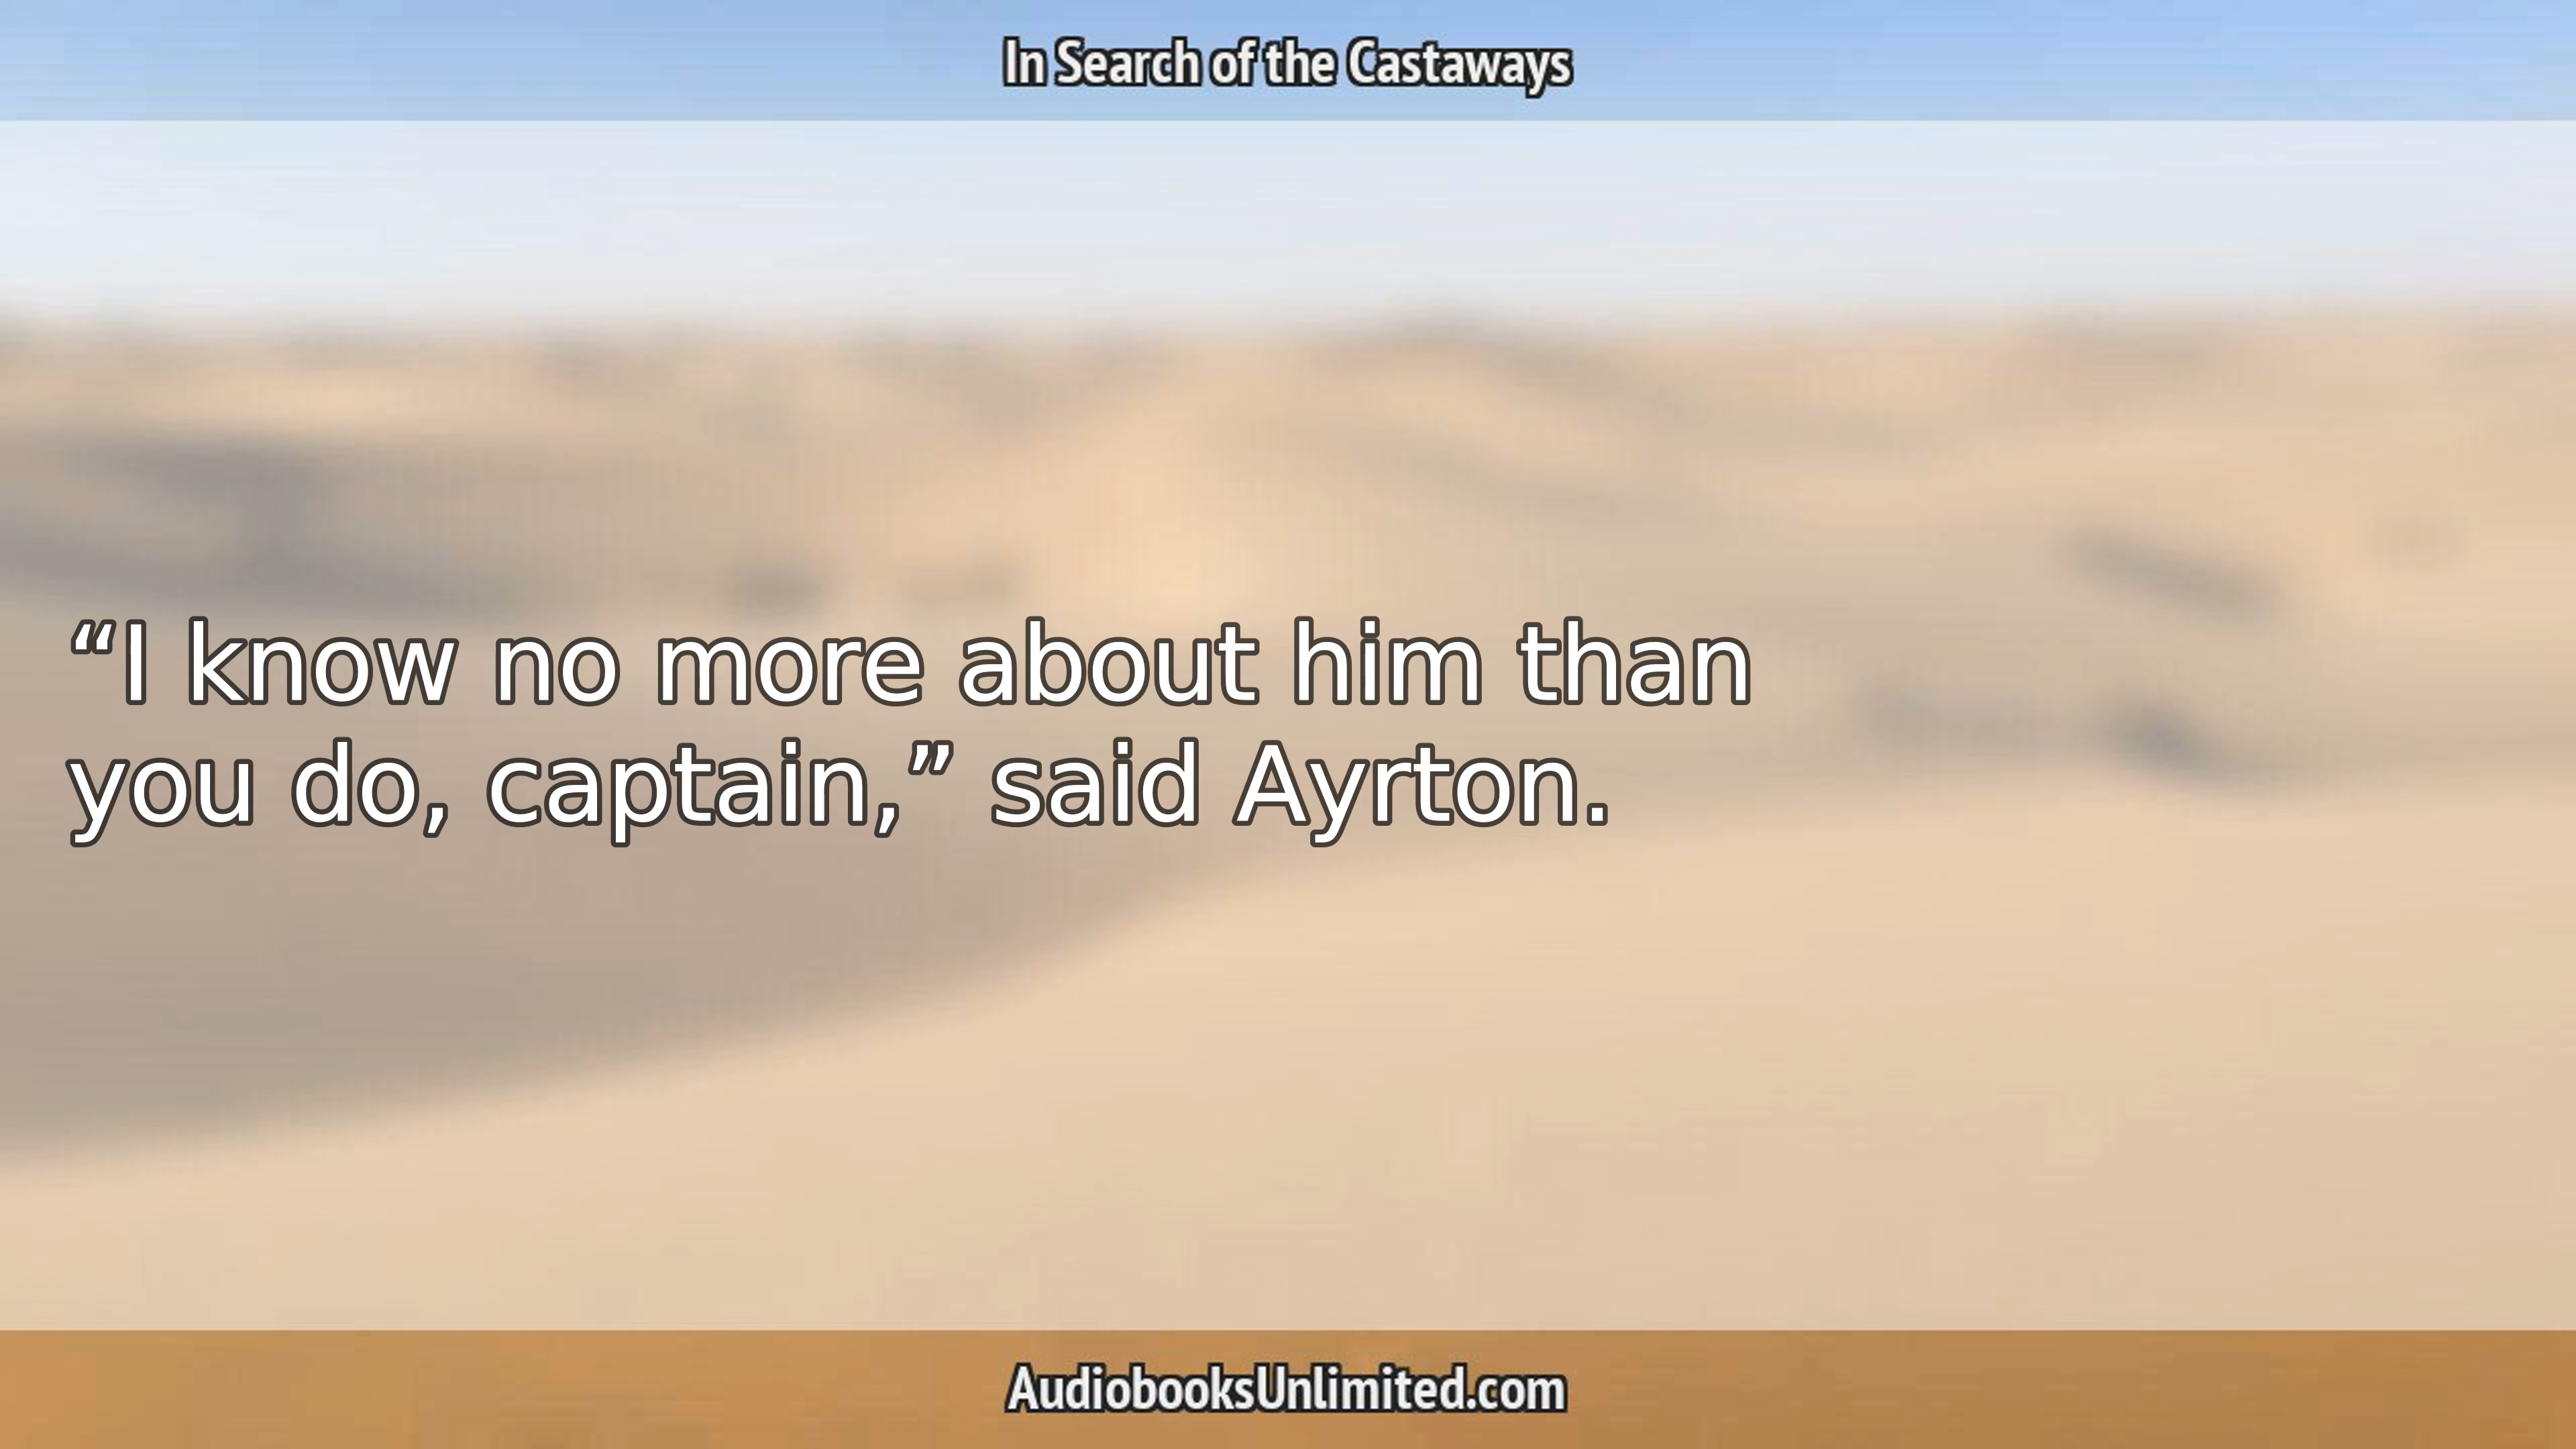 In Search of the Castaways
“I know no more about him than
you do, captain,” said Ayrton.
AudiobooksUnlimited.com